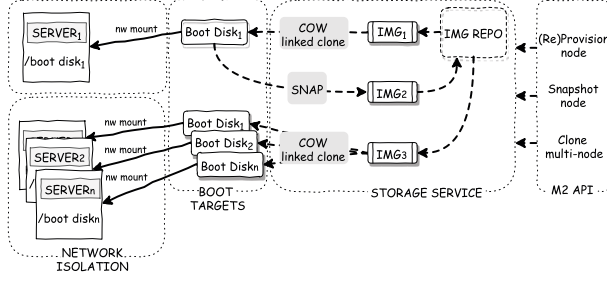 SERVER1
/boot disk1
nw mount
Boot Disk1
COW
linked clone
IMG1
IMG REPO
(Re)Provision
node
SNAP
IMG2
Snapshot
node
nw mount
nw mount
nw mount
Boot Disk1
Boot Disk2
Boot Diskn
COW
linked clone
IMG3
Clone
multi-node
SERVER2
SERVERn
/boot diskn
BOOT
TARGETS
STORAGE SERVICE
M2 API
NETWORK
ISOLATION